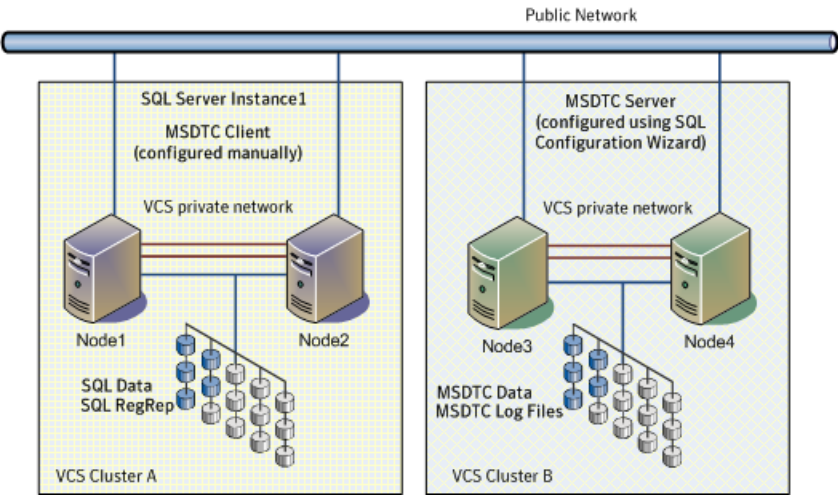 Public Network
SQL Server Instance1
MSDTC Client
(configured manually)
VCS private network
Node1
Node2
SQL Data
SQL RegRep
VCS Cluster A
MSDTC Server
(configured using SQL
Configuration Wizard)
VCS private network
Node3
Node4
MSDTC Data
MSDTC Log Files
VCS Cluster B